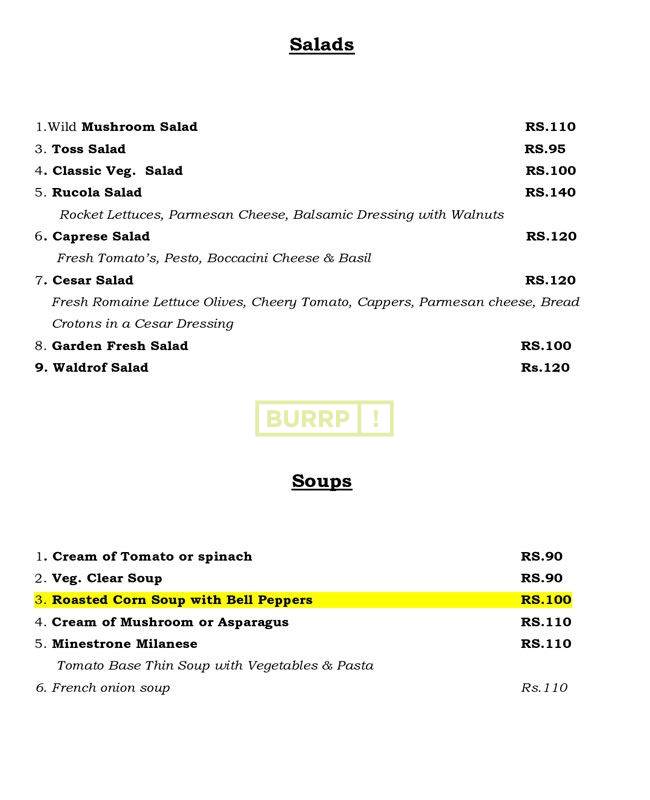 Salads
1.Wild Mushroom Salad RS.110
3. Toss Salad RS.95
4. Classic Veg. Salad RS.100
5. Rucola Salad RS.140
Rocket Lettuces, Parmesan Cheese, Balsamic Dressing with Walnuts
6. Caprese Salad RS.120
Fresh Tomato's, Pesto, Boccacini Cheese & Basil
7. Cesar Salad RS.120
Fresh Romaine Lettuce Olives, Cheery Tomato, Cappers, Parmesan cheese, Bread
Crotons in a Cesar Dressing
8. Garden Fresh Salad RS.100
9. Waldrof Salad Rs.120
BURRP !
Soups
1. Cream of Tomato or spinach RS.90
2. Veg. Clear Soup RS.90
3. Roasted Corn Soup with Bell Peppers RS.100
4. Cream of Mushroom or Asparagus RS.110
5. Minestrone Milanese RS.110
Tomato Base Thin Soup with Vegetables & Pasta
6. French onion soup Rs.110